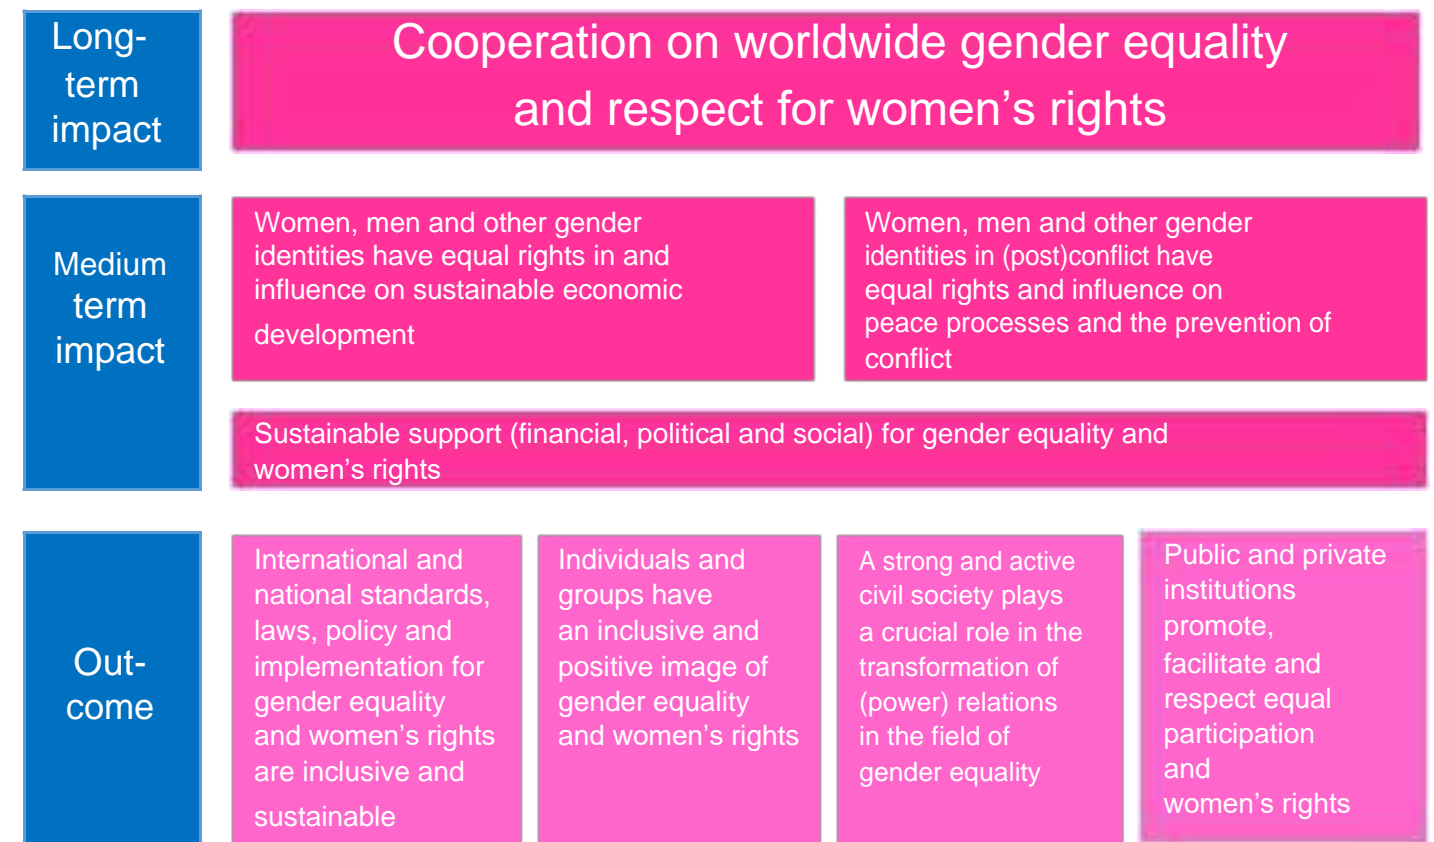 Long-
term
impact
Cooperation on worldwide gender equality
and respect for women’s rights
Medium
term
impact
Women, men and other gender
identities have equal rights in and
influence on sustainable economic
development
Women, men and other gender
identities in (post)conflict have
equal rights and influence on
peace processes and the prevention of
conflict
Sustainable support (financial, political and social) for gender equality and
women’s rights
Out-
come
International and
national standards,
laws, policy and
implementation for
gender equality
and women’s rights
are inclusive and
sustainable
Individuals and
groups have
an inclusive and
positive image of
gender equality
and women’s rights
A strong and active
civil society plays
a crucial role in the
transformation of
(power) relations
in the field of
gender equality
Public and private
institutions
promote,
facilitate and
respect equal
participation
and
women’s rights